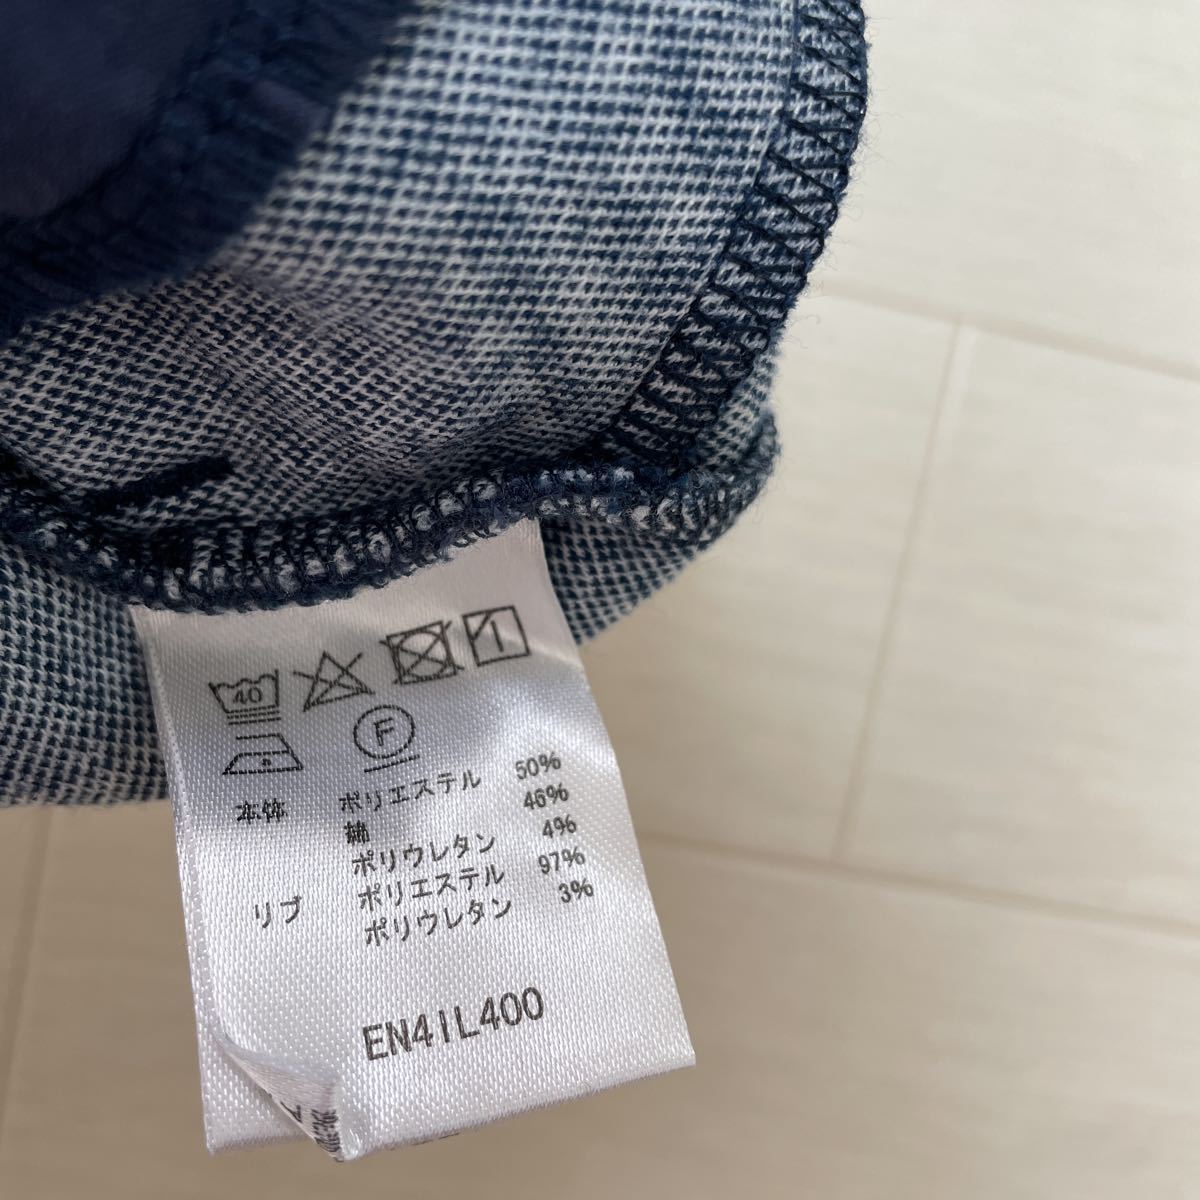 40
F
本体 ポリエステル 50%
綿 46%
ポリウレタン 4%
リブ ポリエステル 97%
ポリウレタン 3%
EN41L400